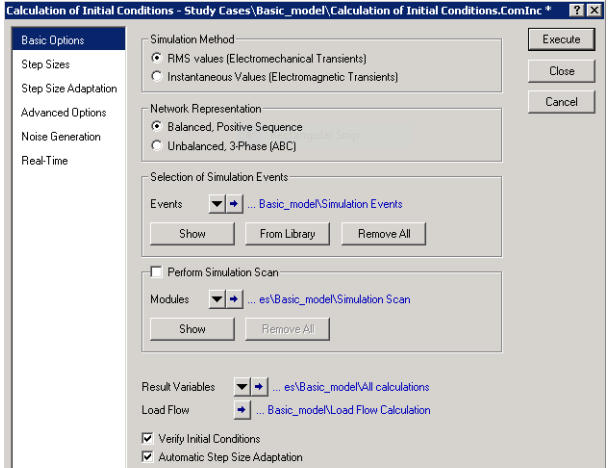 Calculation of Initial Conditions - Study Cases\Basic_model\Calculation of Initial Conditions.ComInc *
Basic Options
Step Sizes
Step Size Adaptation
Advanced Options
Noise Generation
Real-Time
Simulation Method
RMS values (Electromechanical Transients)
Instantaneous Values (Electromagnetic Transients)
Network Representation
Balanced, Positive Sequence
Unbalanced, 3-Phase (ABC)
Selection of Simulation Events
Events ... Basic_model\Simulation Events
Show From Library Remove All
Perform Simulation Scan
Modules ... es\Basic_model\Simulation Scan
Show Remove All
Result Variables ... es\Basic_model\All calculations
Load Flow ... Basic_model\Load Flow Calculation
Verify Initial Conditions
Automatic Step Size Adaptation
Execute
Close
Cancel